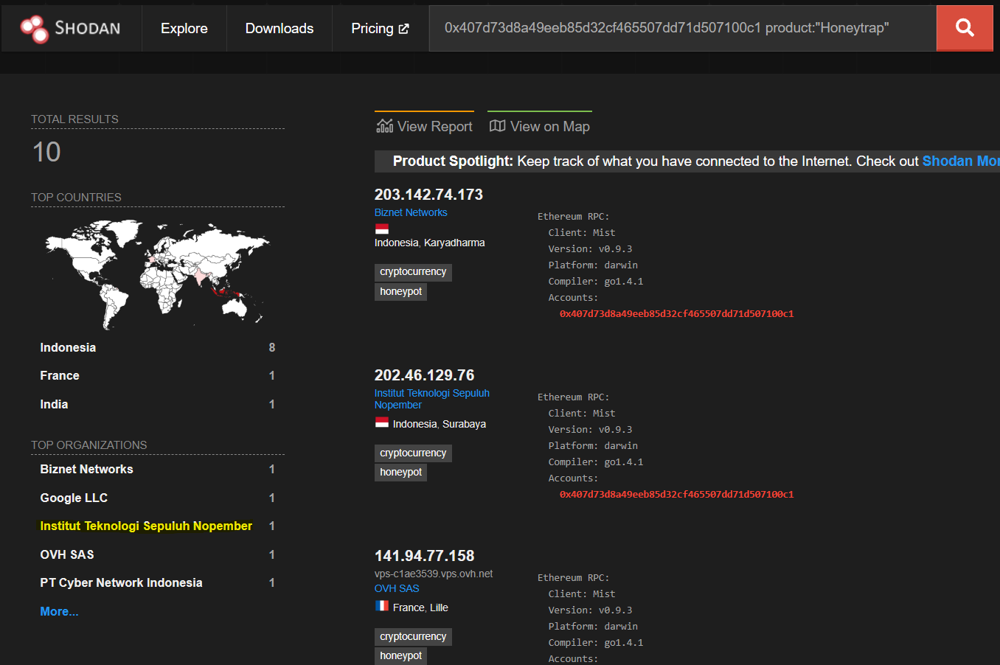 SHODAN
Explore
Downloads
Pricing
0x407d73d8a49eeb85d32cf465507dd71d507100c1 product:"Honeytrap"
TOTAL RESULTS
10
TOP COUNTRIES
Indonesia 8
France 1
India 1
TOP ORGANIZATIONS
Biznet Networks 1
Google LLC 1
Institut Teknologi Sepuluh Nopember 1
OVH SAS 1
PT Cyber Network Indonesia 1
More...
View Report
View on Map
Product Spotlight: Keep track of what you have connected to the Internet. Check out Shodan Mon
203.142.74.173
Biznet Networks
Indonesia, Karyadharma
cryptocurrency
honeypot
Ethereum RPC:
Client: Mist
Version: v0.9.3
Platform: darwin
Compiler: go1.4.1
Accounts:
0x407d73d8a49eeb85d32cf465507dd71d507100c1
202.46.129.76
Institut Teknologi Sepuluh
Nopember
Indonesia, Surabaya
cryptocurrency
honeypot
Ethereum RPC:
Client: Mist
Version: v0.9.3
Platform: darwin
Compiler: go1.4.1
Accounts:
0x407d73d8a49eeb85d32cf465507dd71d507100c1
141.94.77.158
vps-c1ae3539.vps.ovh.net
OVH SAS
France, Lille
cryptocurrency
honeypot
Ethereum RPC:
Client: Mist
Version: v0.9.3
Platform: darwin
Compiler: go1.4.1
Accounts: